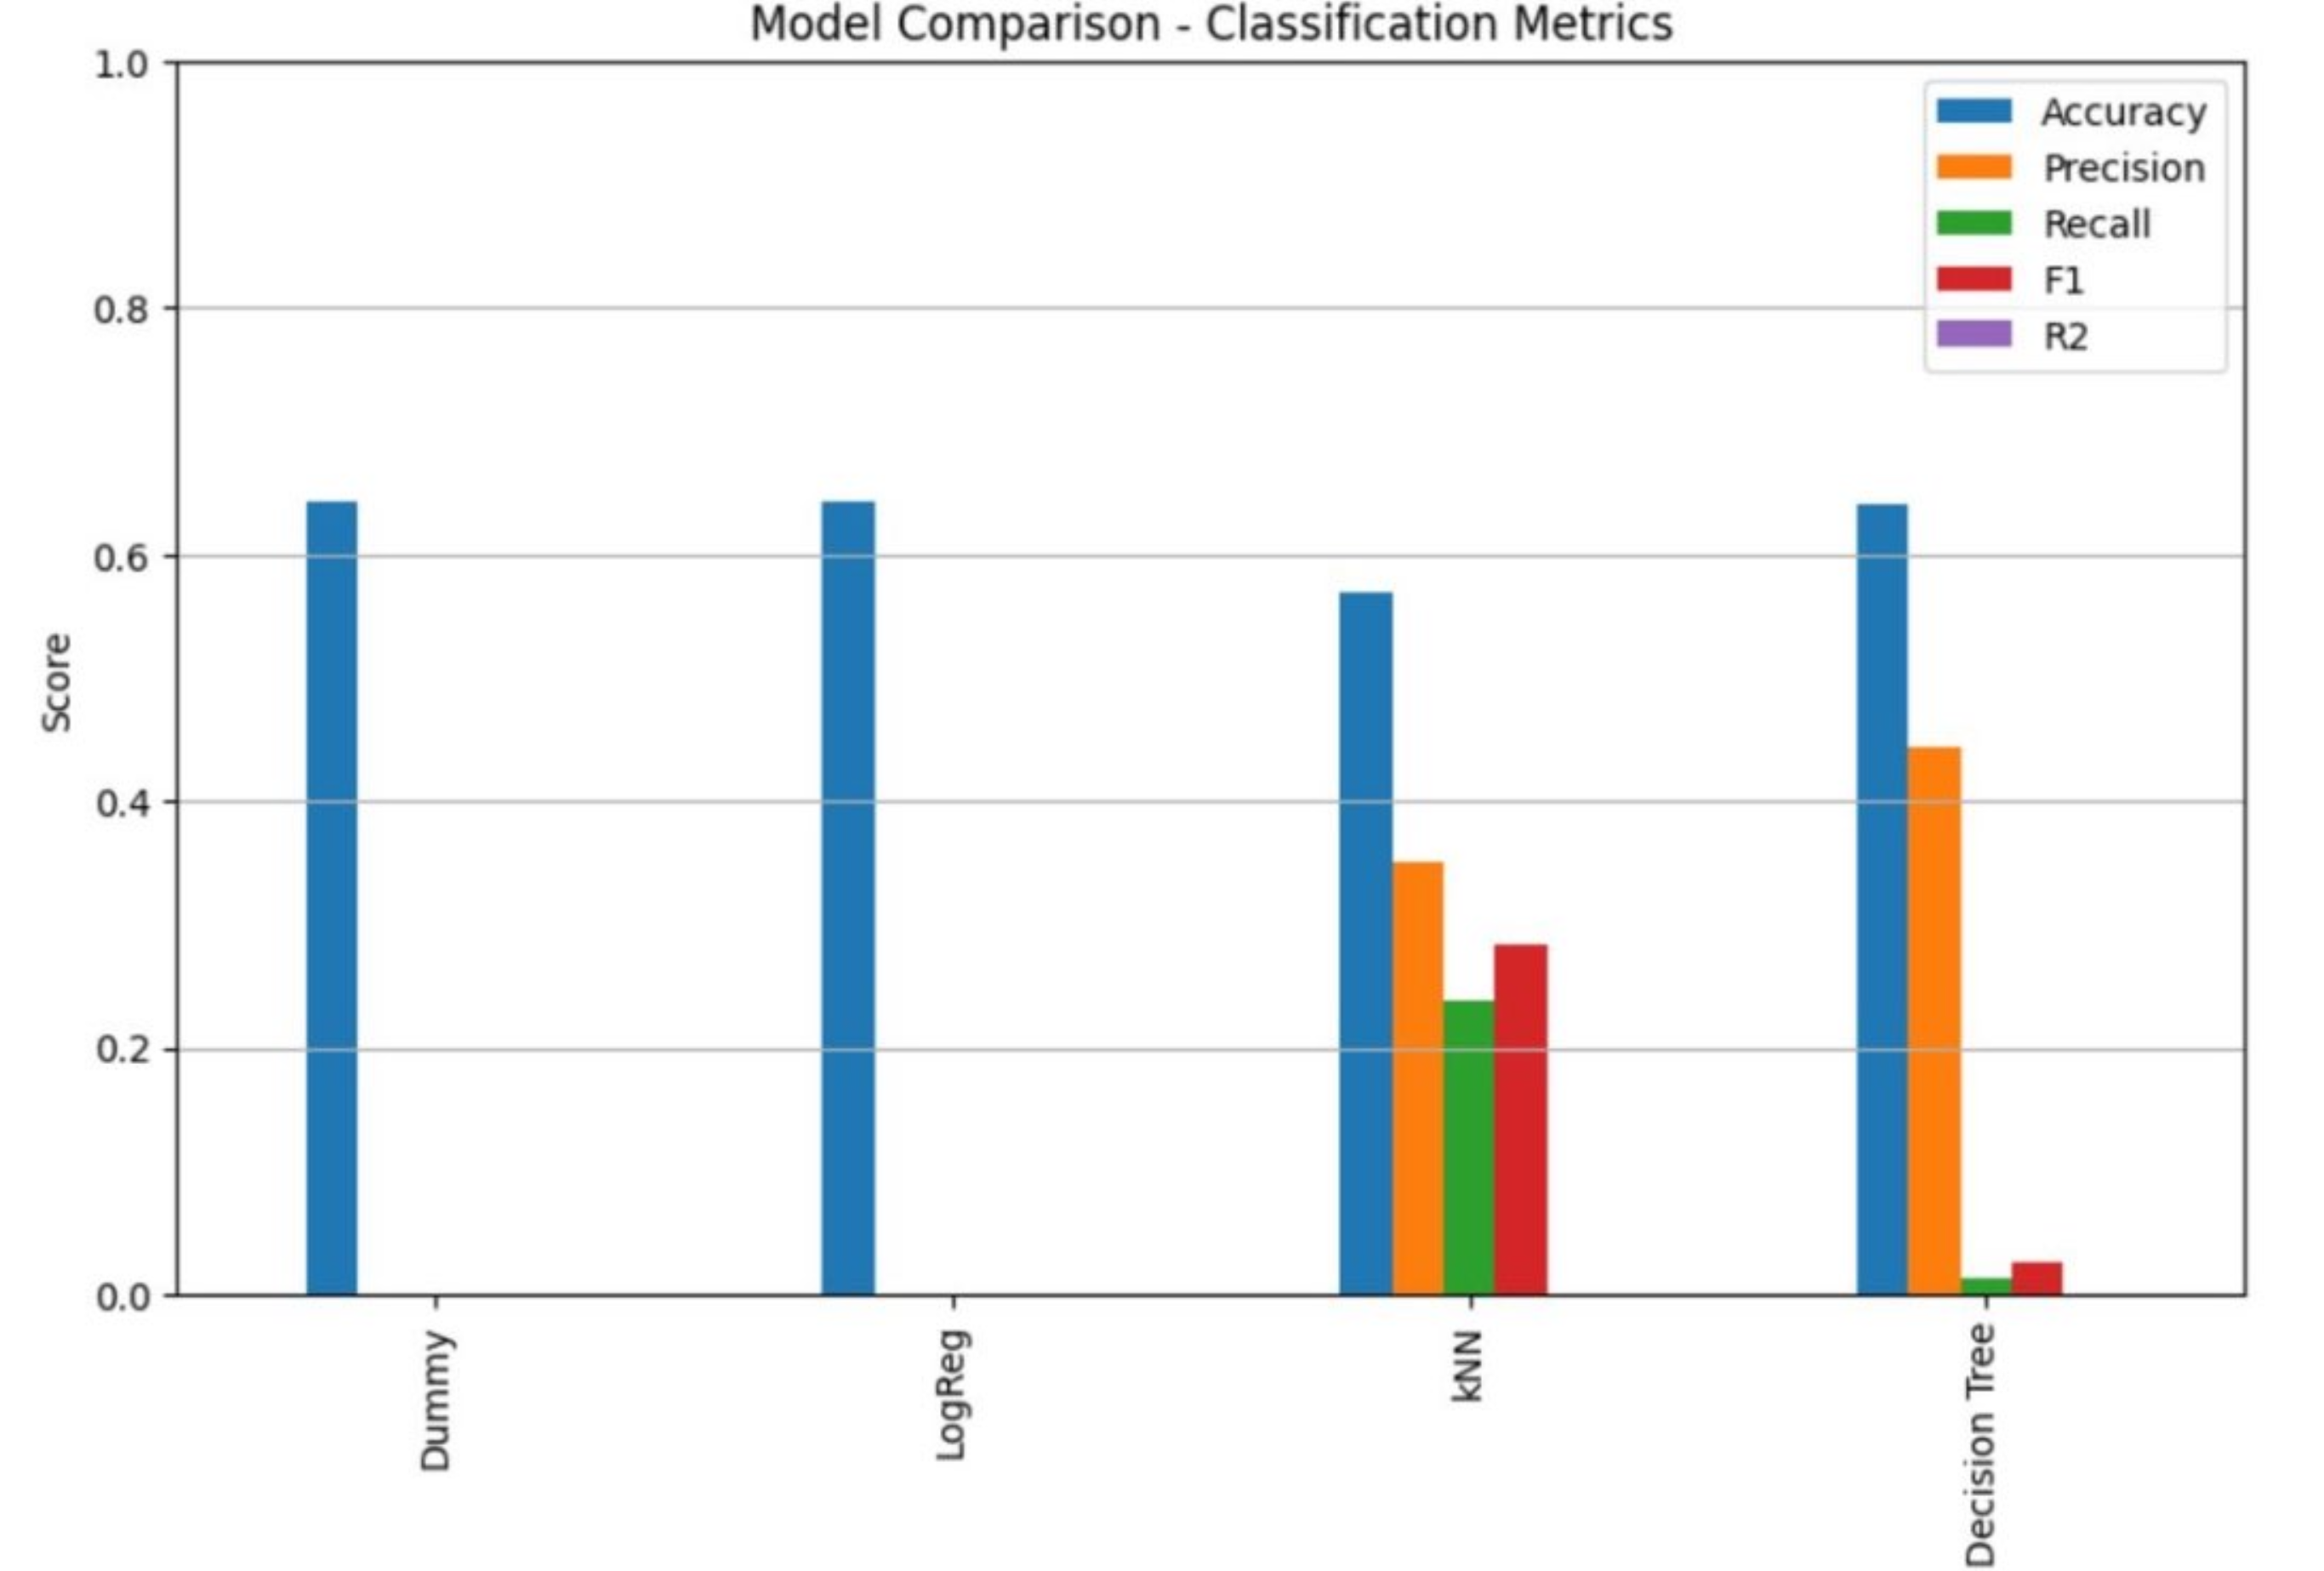 Model Comparison - Classification Metrics
1.0
0.8
0.6
0.4
0.2
0.0
Score
Accuracy
Precision
Recall
F1
R2
Dummy
LogReg
kNN
Decision Tree